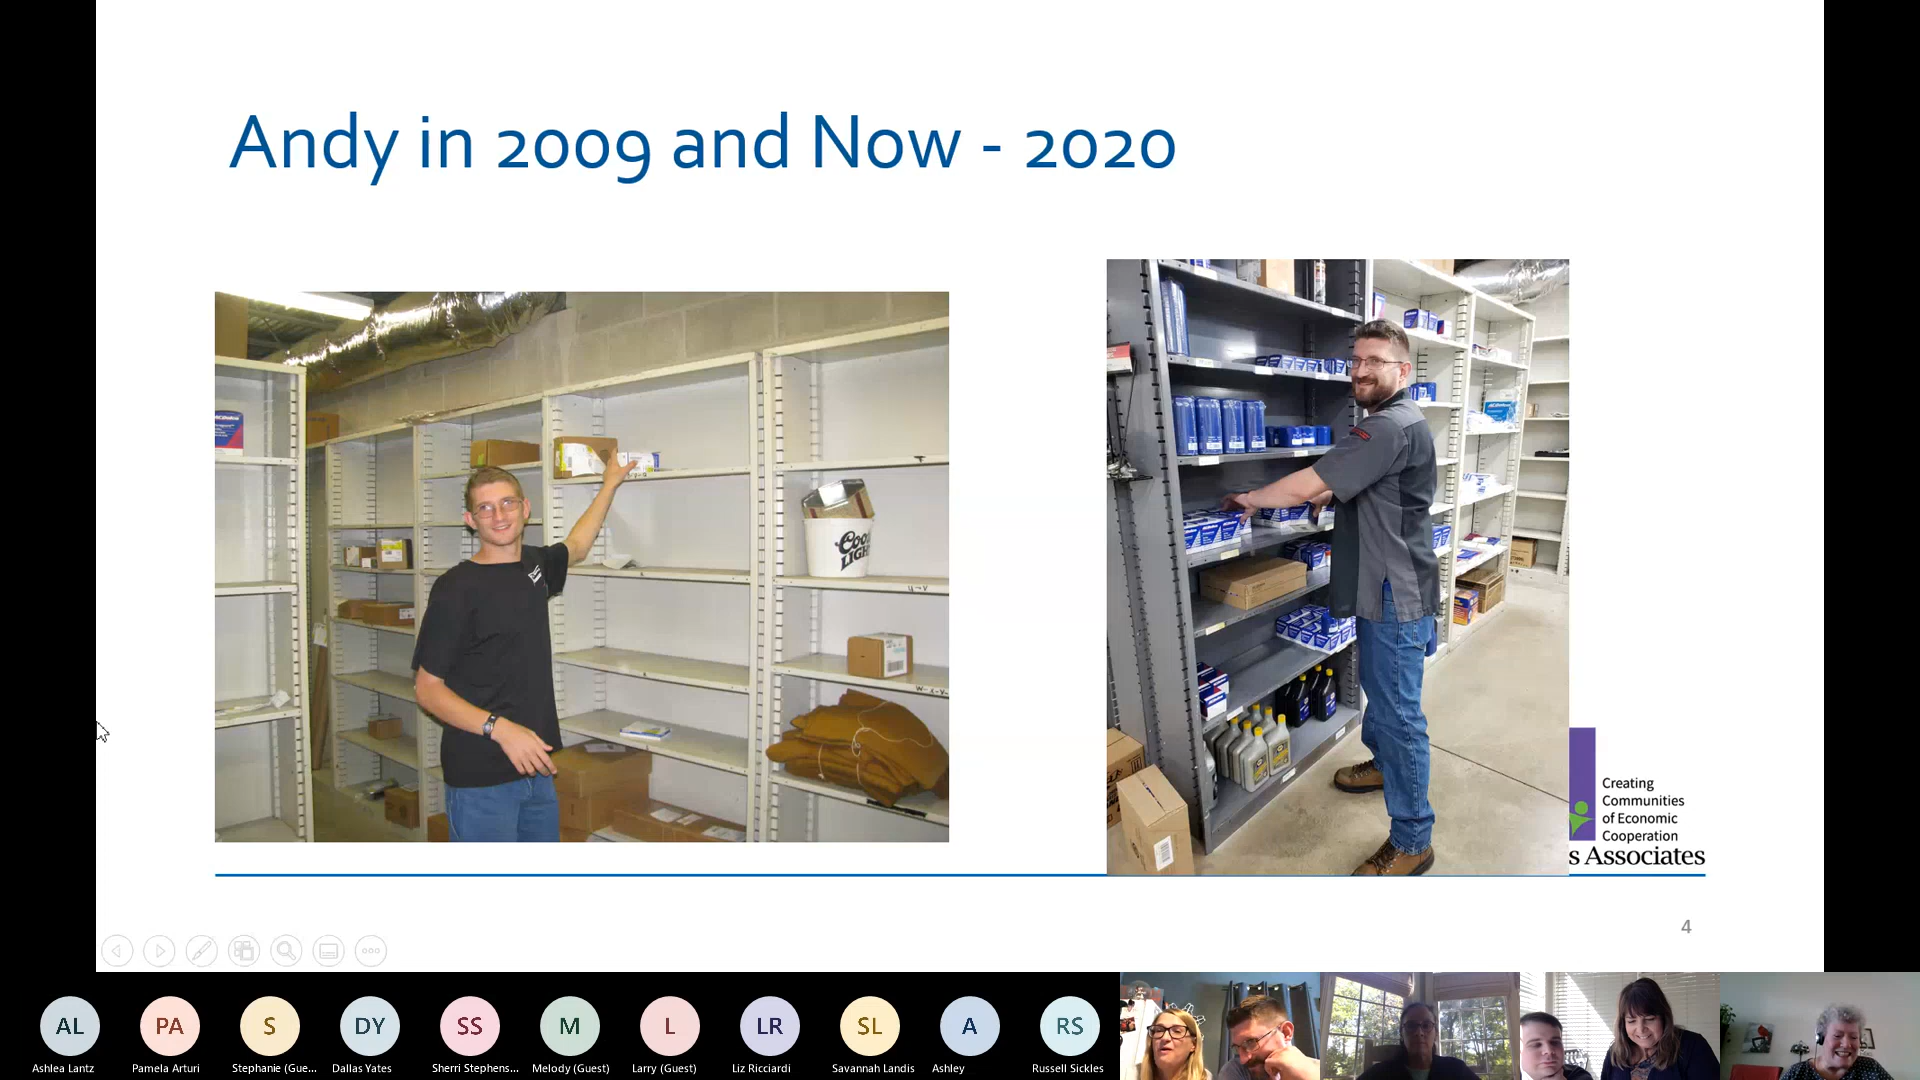 Andy in 2009 and Now - 2020
COORS
LIGHT
U-V
W-X-Y-
Creating
Communities
of Economic
Cooperation
s Associates
4
AL
PA
S
DY
SS
M
L
LR
SL
A
RS
Ashlea Lantz
Pamela Arturi
Stephanie (Gue...
Dallas Yates
Sherri Stephens...
Melody (Guest)
Larry (Guest)
Liz Ricciardi
Savannah Landis
Ashley
Russell Sickles